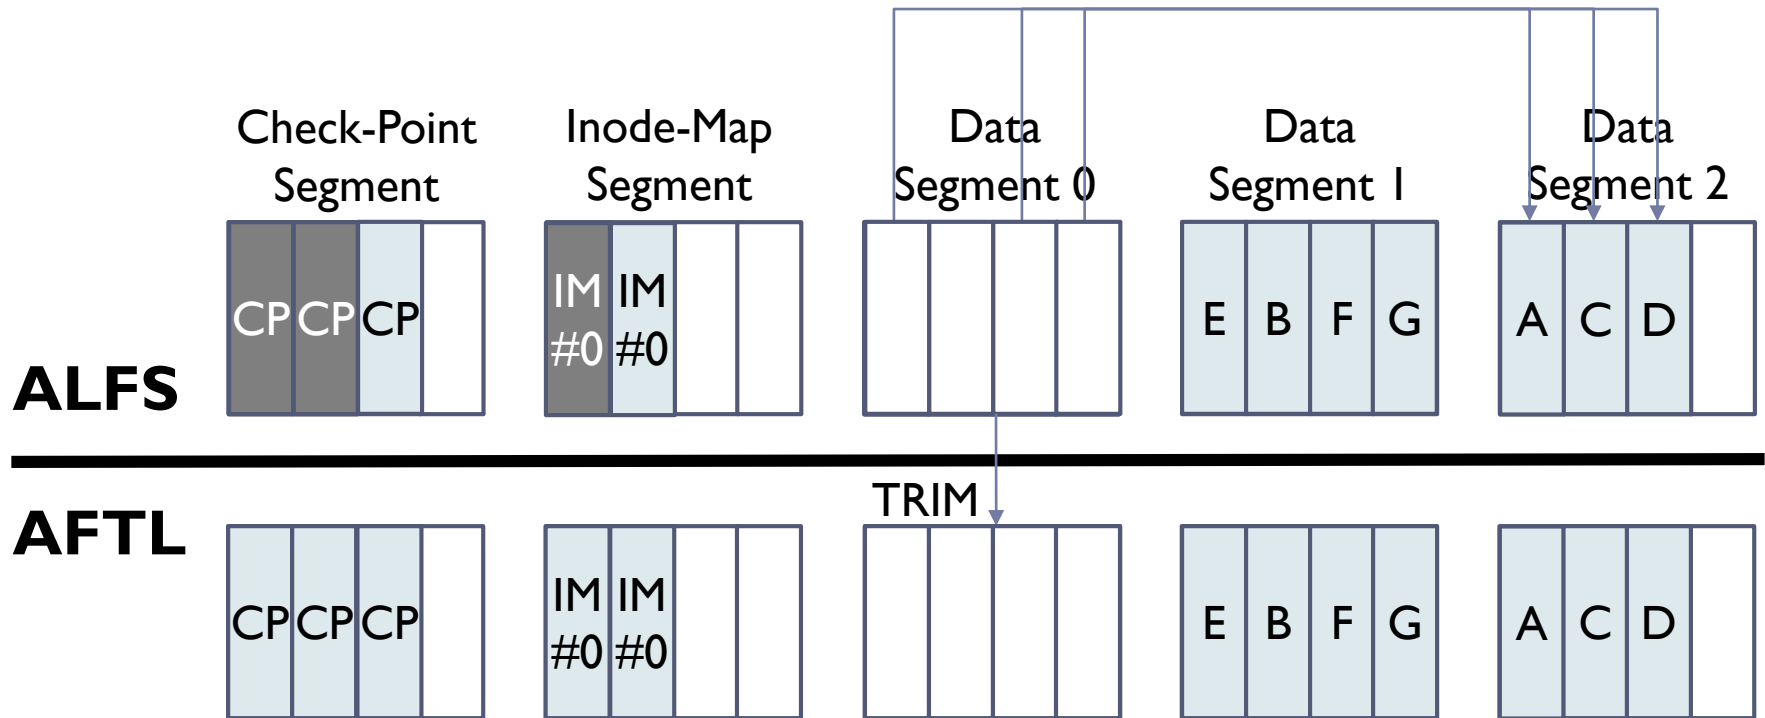 Check-Point Inode-Map Data Data Data
Segment Segment Segment 0 Segment 1 Segment 2
CP CP CP IM IM E B F G A C D
#0 #0
ALFS
TRIM
AFTL
CP CP CP IM IM E B F G A C D
#0 #0